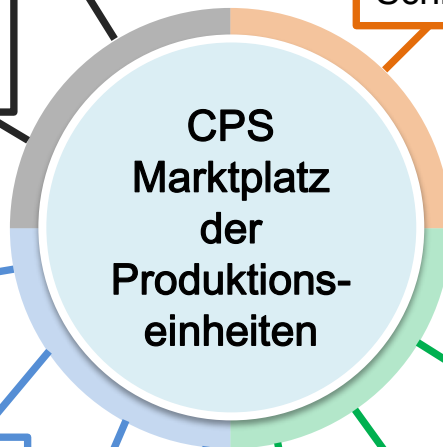 CPS
Marktplatz
der
Produktions-
einheiten